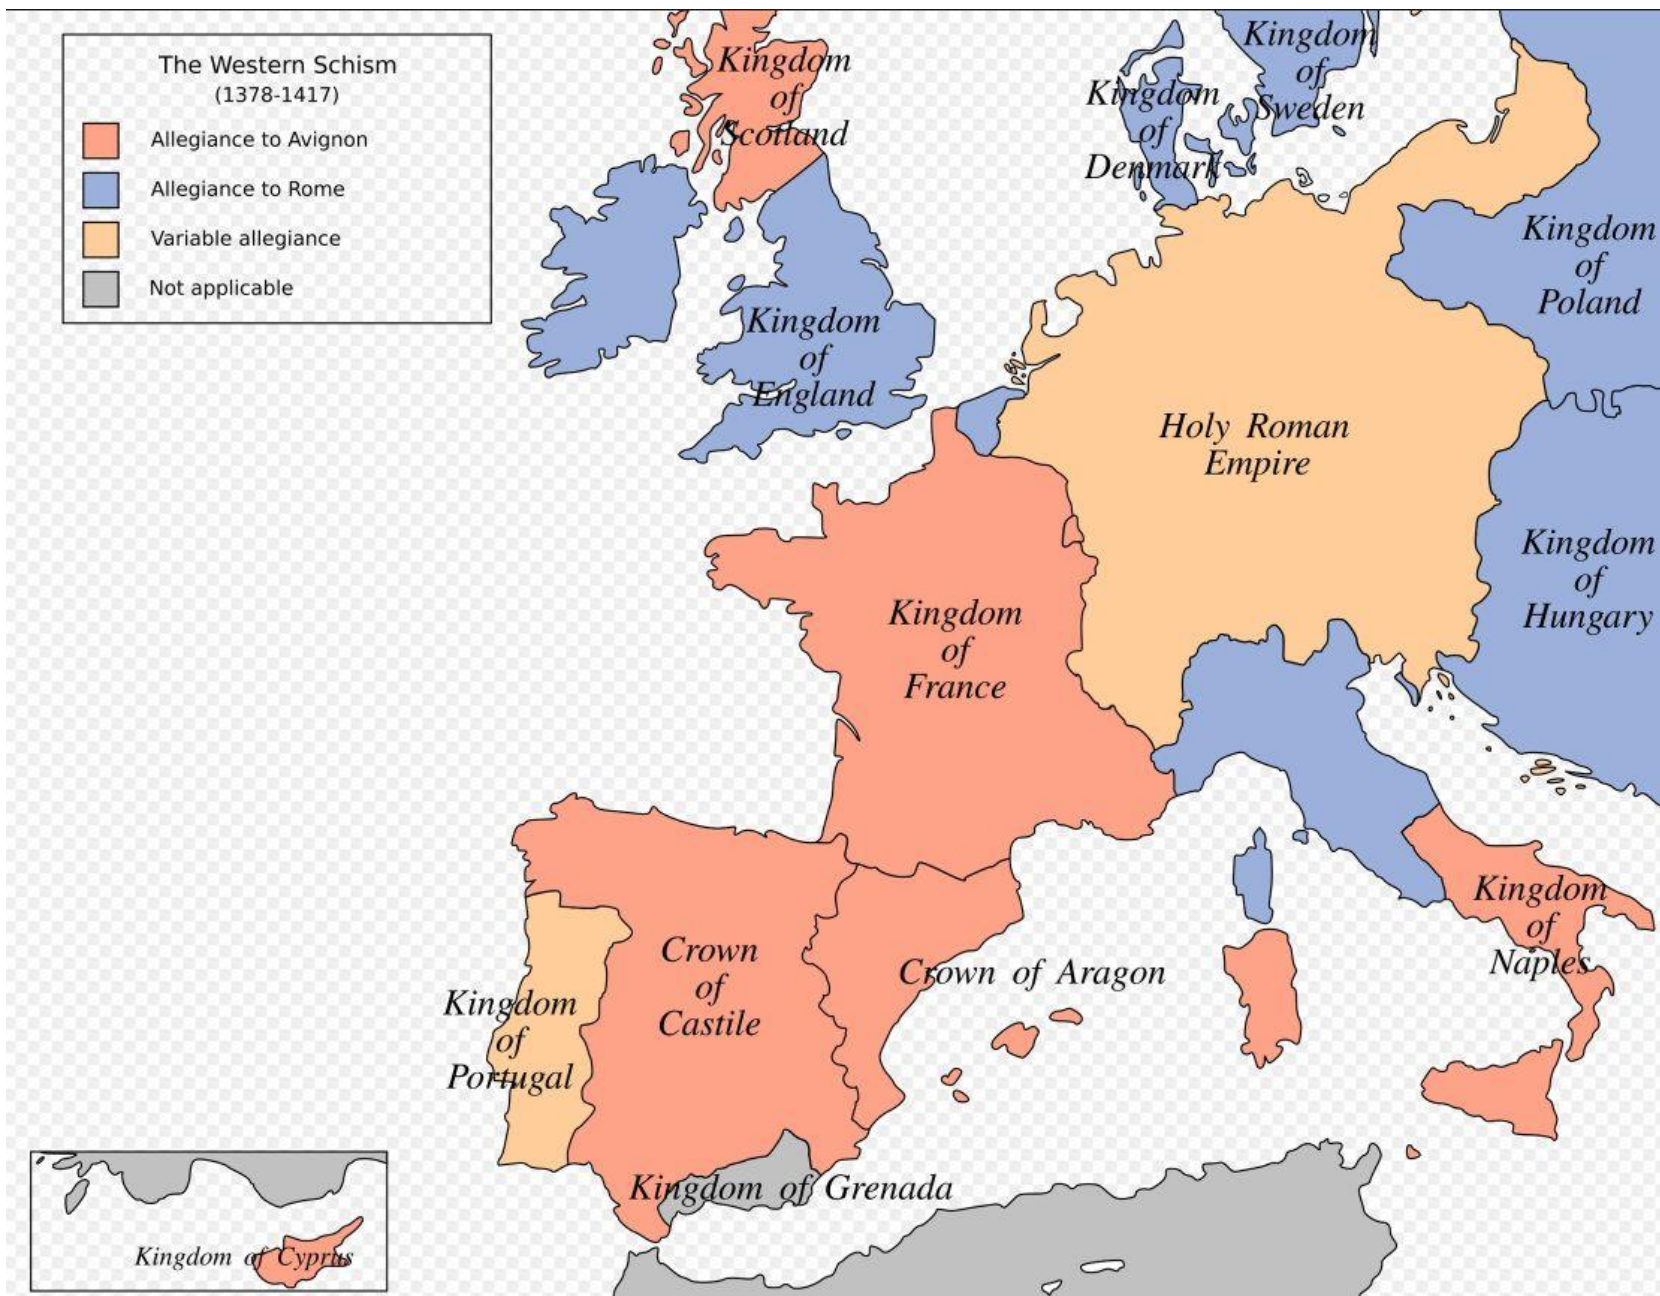 The Western Schism
(1378-1417)
Allegiance to Avignon
Allegiance to Rome
Variable allegiance
Not applicable
Kingdom
of
Scotland
Kingdom
of
Sweden
Kingdom
of
Denmark
Kingdom
of
Poland
Kingdom
of
England
Holy Roman
Empire
Kingdom
of
Hungary
Kingdom
of
France
Kingdom
of
Naples
Crown
of
Castile
Crown of Aragon
Kingdom
of
Portugal
Kingdom of Grenada
Kingdom of Cyprus